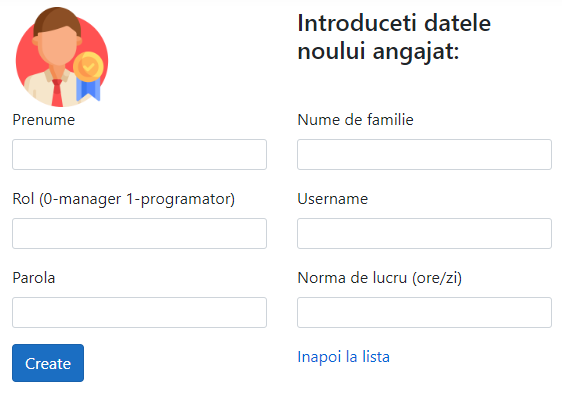 Introduceti datele
noului angajat:
Prenume
Nume de familie
Rol (0-manager 1-programator)
Username
Parola
Norma de lucru (ore/zi)
Create
Inapoi la lista